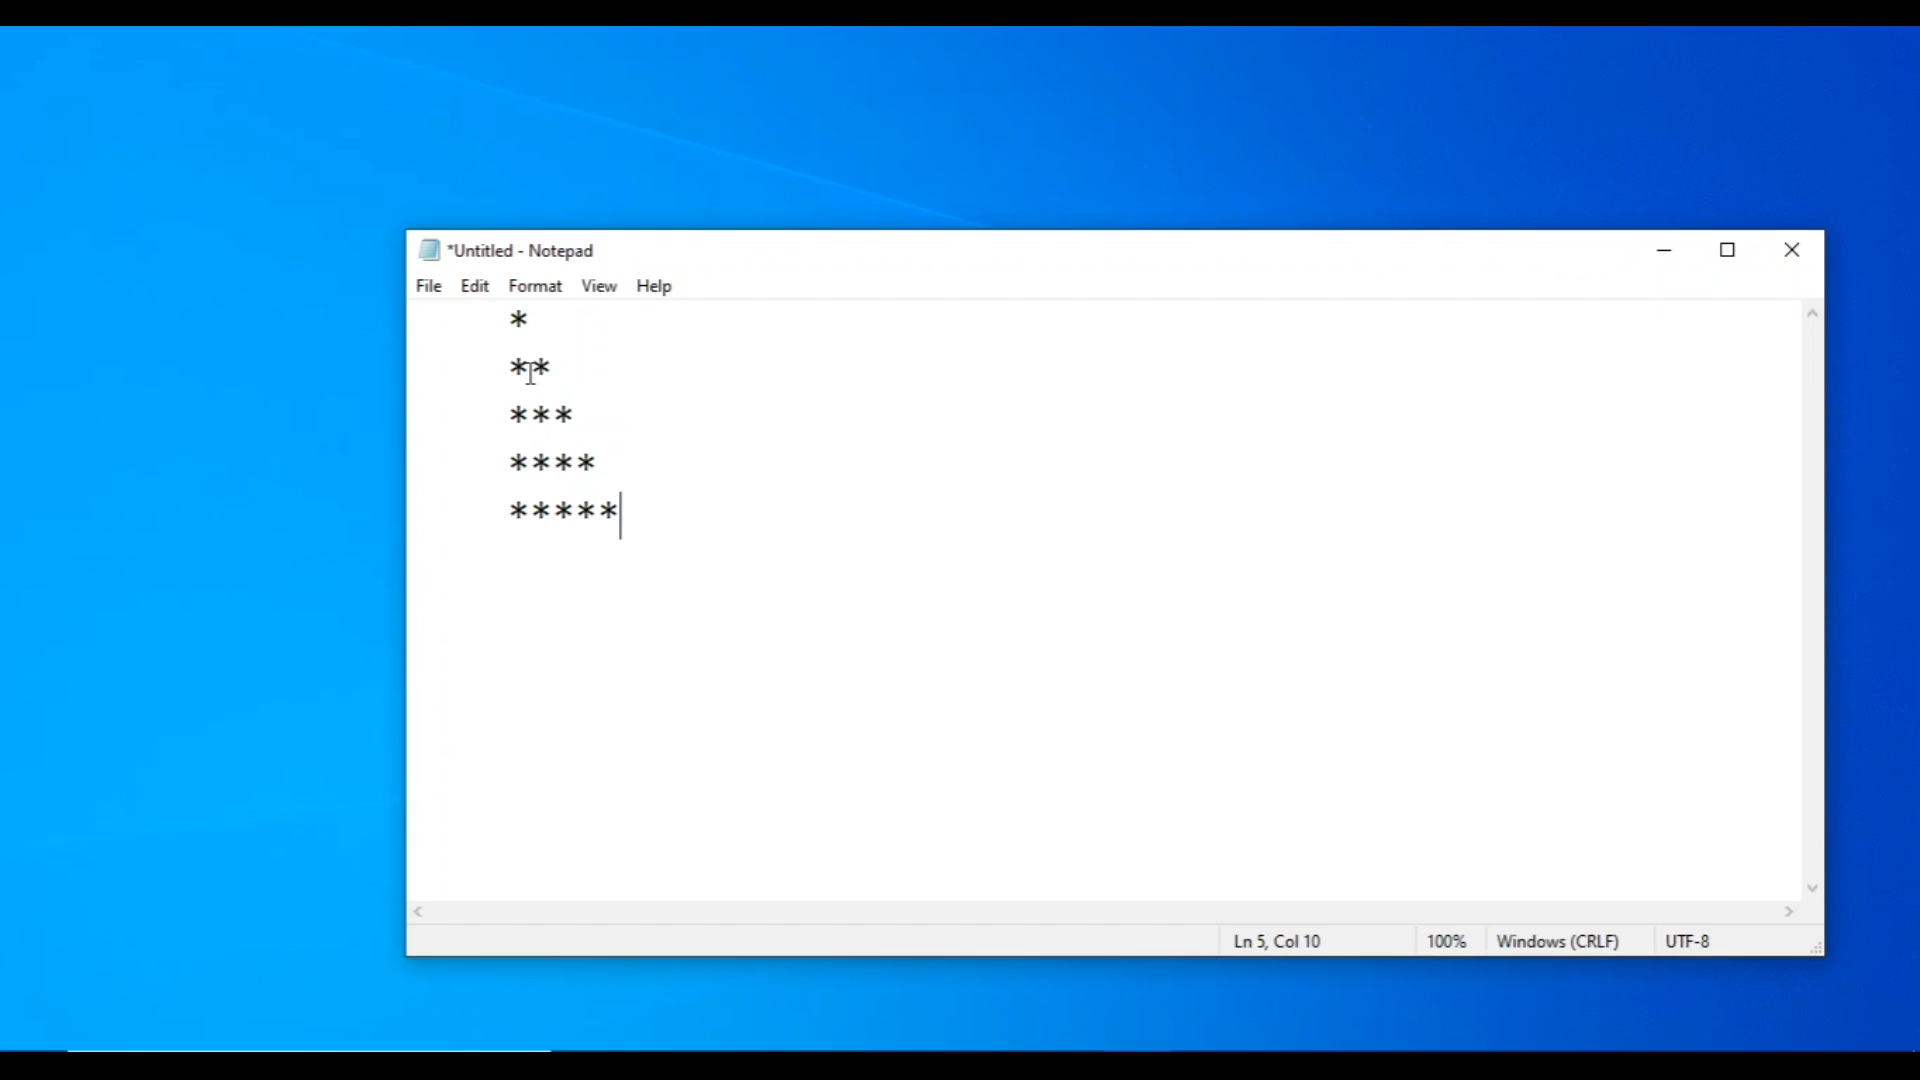 *Untitled - Notepad
File Edit Format View Help
*
**
***
****
*****
Ln 5, Col 10 100% Windows (CRLF) UTF-8